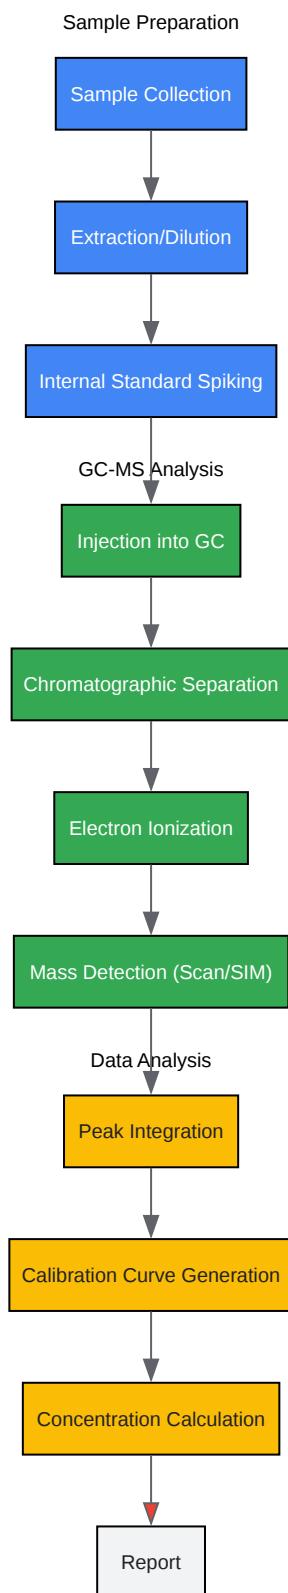 Sample Preparation
Sample Collection
Extraction/Dilution
Internal Standard Spiking
GC-MS Analysis
Injection into GC
Chromatographic Separation
Electron Ionization
Mass Detection (Scan/SIM)
Data Analysis
Peak Integration
Calibration Curve Generation
Concentration Calculation
Report